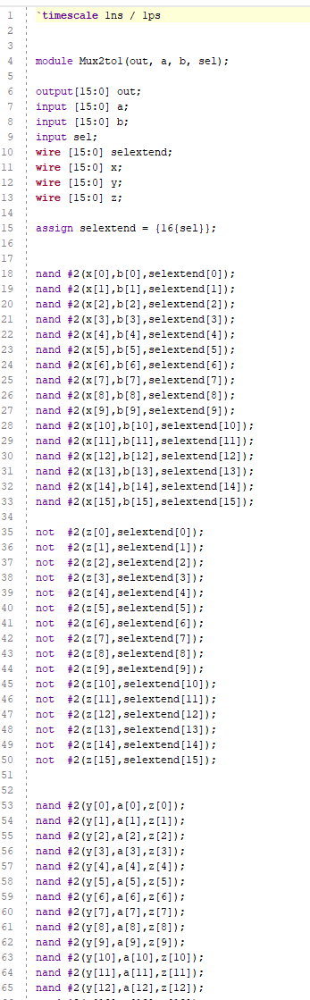 1 `timescale 1ns / 1ps
2
3
4 module Mux2to1(out, a, b, sel);
5
6 output[15:0] out;
7 input [15:0] a;
8 input [15:0] b;
9 input sel;
10 wire [15:0] selextend;
11 wire [15:0] x;
12 wire [15:0] y;
13 wire [15:0] z;
14
15 assign selextend = {16{sel}};
16
17
18 nand #2(x[0],b[0],selextend[0]);
19 nand #2(x[1],b[1],selextend[1]);
20 nand #2(x[2],b[2],selextend[2]);
21 nand #2(x[3],b[3],selextend[3]);
22 nand #2(x[4],b[4],selextend[4]);
23 nand #2(x[5],b[5],selextend[5]);
24 nand #2(x[6],b[6],selextend[6]);
25 nand #2(x[7],b[7],selextend[7]);
26 nand #2(x[8],b[8],selextend[8]);
27 nand #2(x[9],b[9],selextend[9]);
28 nand #2(x[10],b[10],selextend[10]);
29 nand #2(x[11],b[11],selextend[11]);
30 nand #2(x[12],b[12],selextend[12]);
31 nand #2(x[13],b[13],selextend[13]);
32 nand #2(x[14],b[14],selextend[14]);
33 nand #2(x[15],b[15],selextend[15]);
34
35 not  #2(z[0],selextend[0]);
36 not  #2(z[1],selextend[1]);
37 not  #2(z[2],selextend[2]);
38 not  #2(z[3],selextend[3]);
39 not  #2(z[4],selextend[4]);
40 not  #2(z[5],selextend[5]);
41 not  #2(z[6],selextend[6]);
42 not  #2(z[7],selextend[7]);
43 not  #2(z[8],selextend[8]);
44 not  #2(z[9],selextend[9]);
45 not  #2(z[10],selextend[10]);
46 not  #2(z[11],selextend[11]);
47 not  #2(z[12],selextend[12]);
48 not  #2(z[13],selextend[13]);
49 not  #2(z[14],selextend[14]);
50 not  #2(z[15],selextend[15]);
51
52
53 nand #2(y[0],a[0],z[0]);
54 nand #2(y[1],a[1],z[1]);
55 nand #2(y[2],a[2],z[2]);
56 nand #2(y[3],a[3],z[3]);
57 nand #2(y[4],a[4],z[4]);
58 nand #2(y[5],a[5],z[5]);
59 nand #2(y[6],a[6],z[6]);
60 nand #2(y[7],a[7],z[7]);
61 nand #2(y[8],a[8],z[8]);
62 nand #2(y[9],a[9],z[9]);
63 nand #2(y[10],a[10],z[10]);
64 nand #2(y[11],a[11],z[11]);
65 nand #2(y[12],a[12],z[12]);